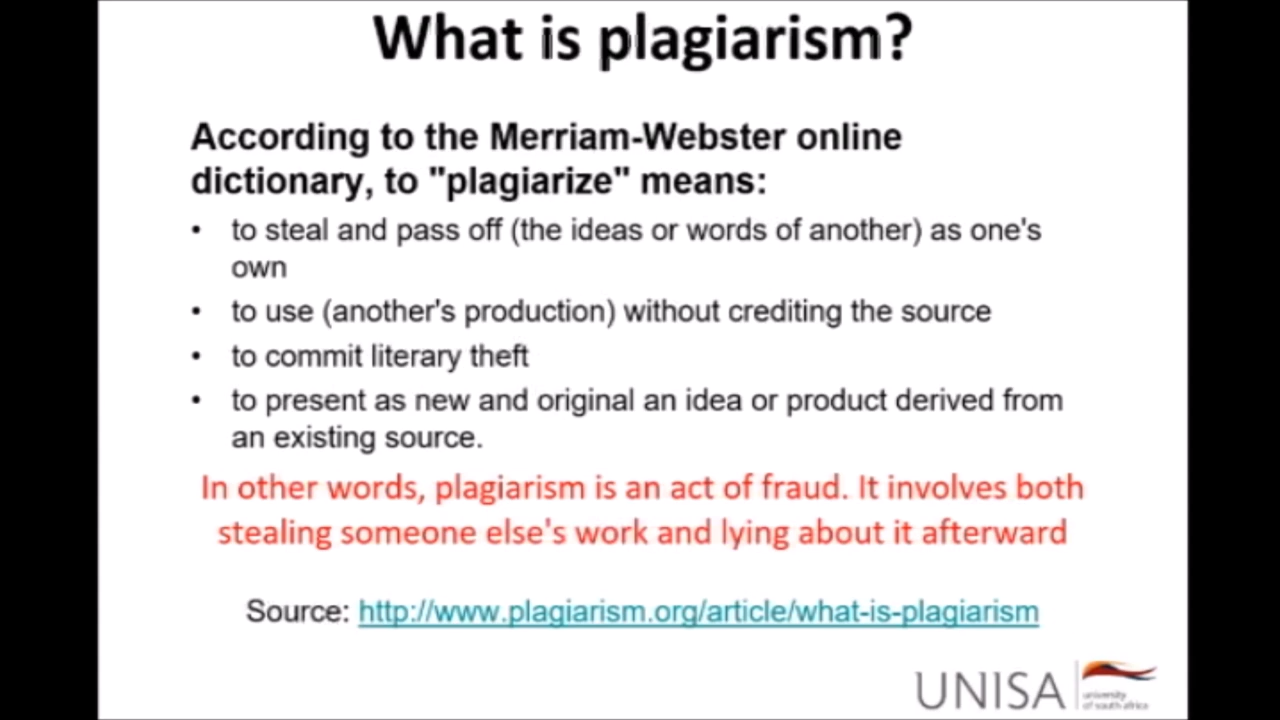 What is plagiarism?
According to the Merriam-Webster online
dictionary, to "plagiarize" means:
• to steal and pass off (the ideas or words of another) as one's
own
• to use (another's production) without crediting the source
• to commit literary theft
• to present as new and original an idea or product derived from
an existing source.
In other words, plagiarism is an act of fraud. It involves both
stealing someone else's work and lying about it afterward
Source: http://www.plagiarism.org/article/what-is-plagiarism
UNISA
university
of south africa